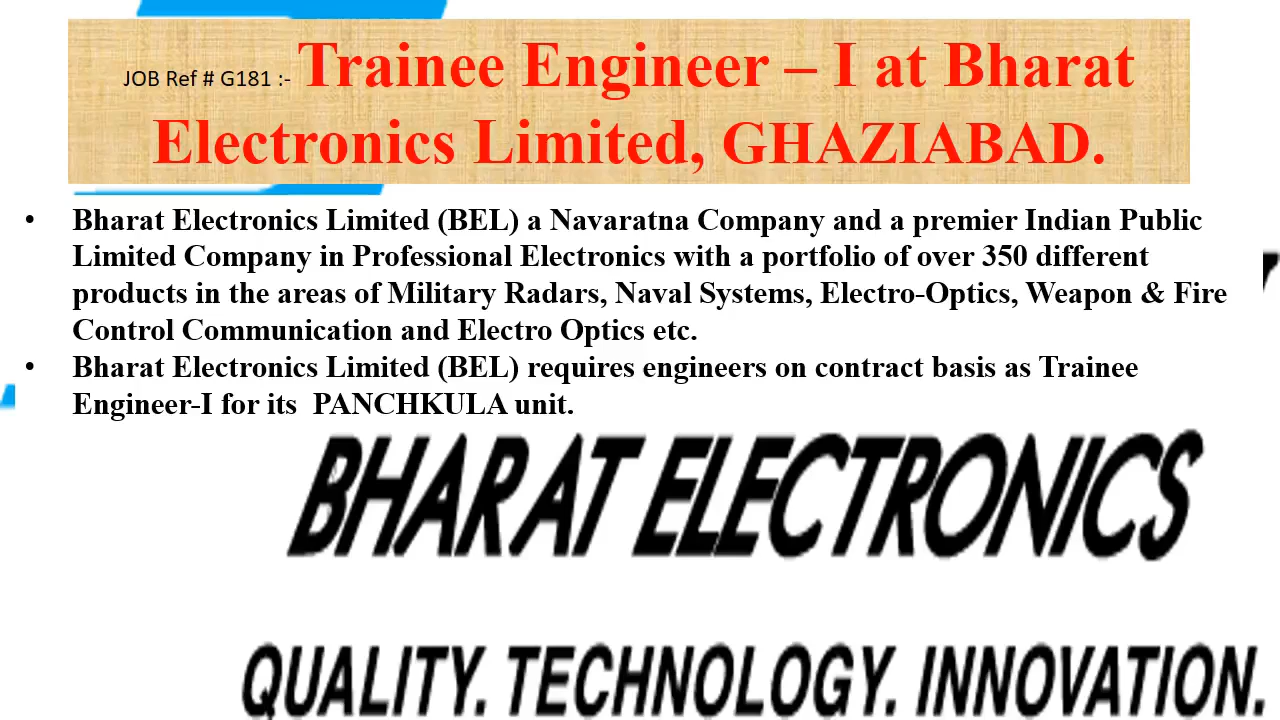 JOB Ref # G181 :- Trainee Engineer – I at Bharat
Electronics Limited, GHAZIABAD.
• Bharat Electronics Limited (BEL) a Navaratna Company and a premier Indian Public
Limited Company in Professional Electronics with a portfolio of over 350 different
products in the areas of Military Radars, Naval Systems, Electro-Optics, Weapon & Fire
Control Communication and Electro Optics etc.
• Bharat Electronics Limited (BEL) requires engineers on contract basis as Trainee
Engineer-I for its  PANCHKULA unit.
BHARAT ELECTRONICS
QUALITY. TECHNOLOGY. INNOVATION.